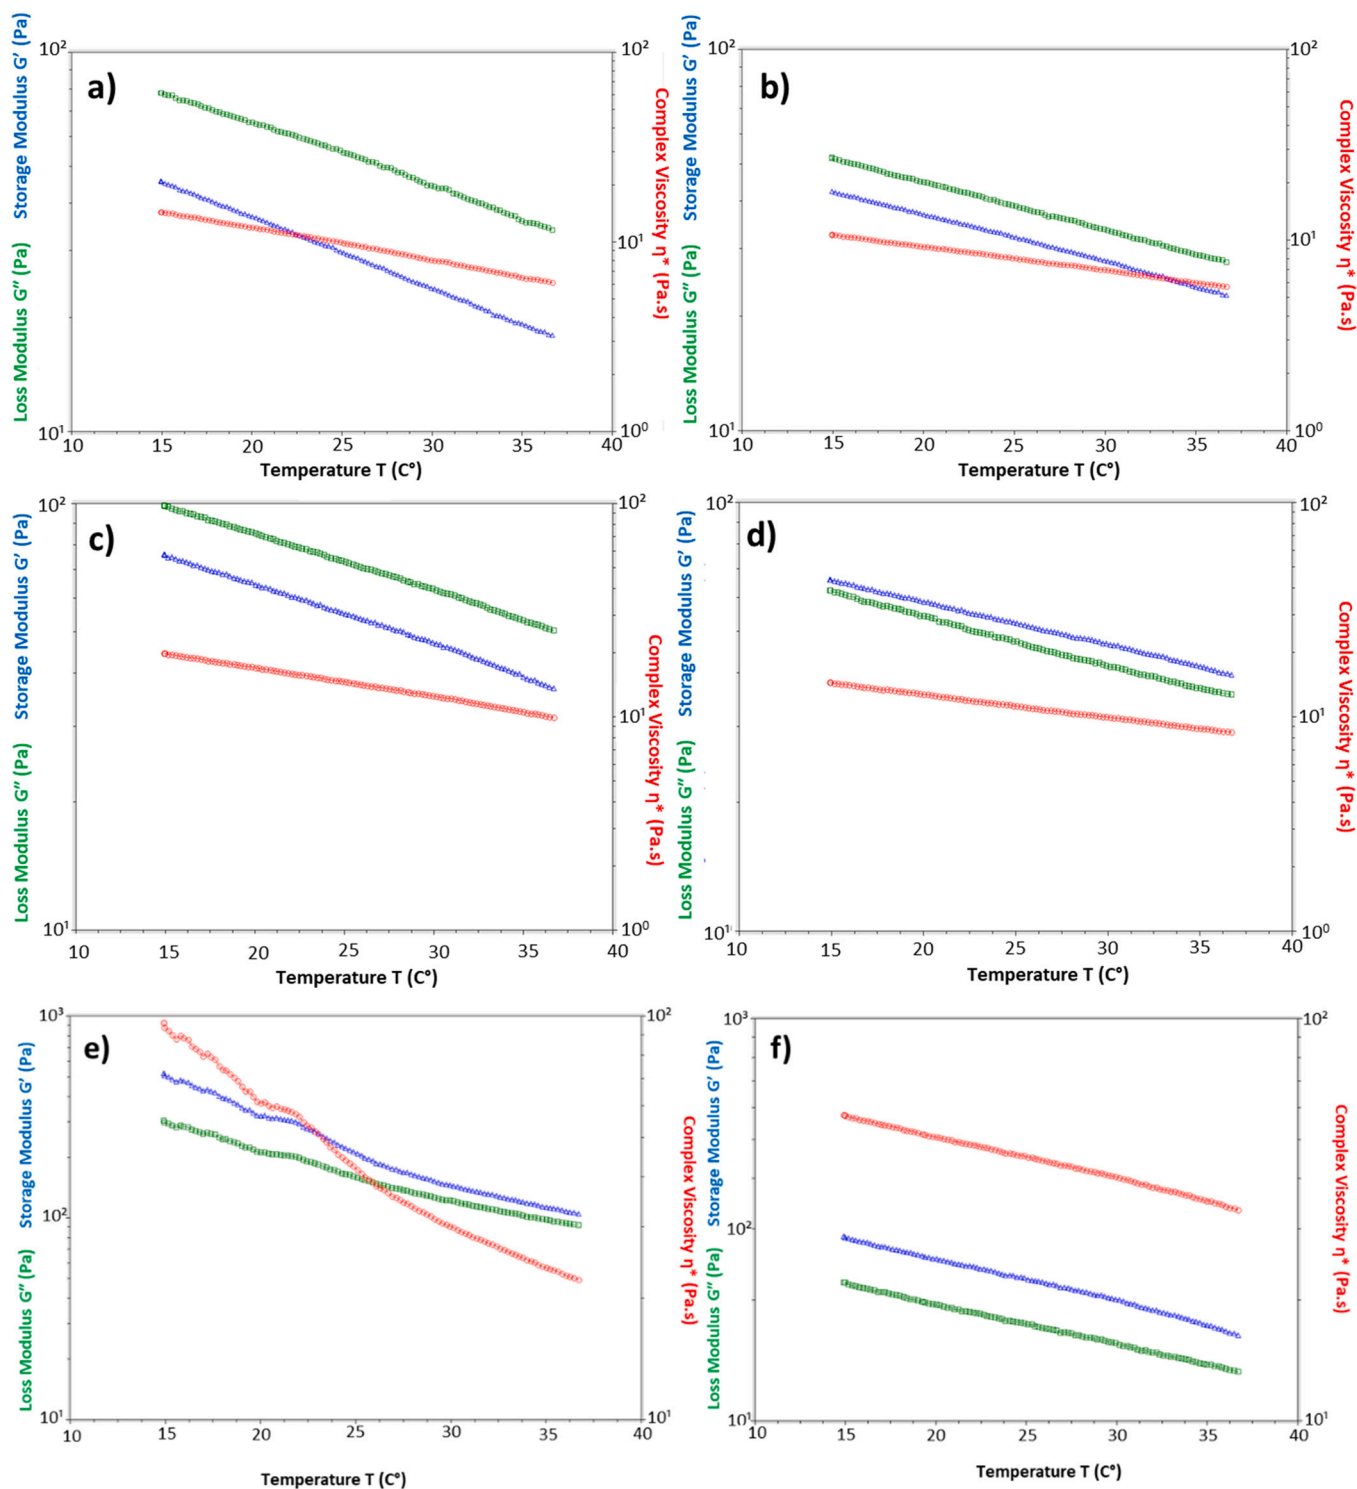 a)
Storage Modulus G' (Pa)
Loss Modulus G″ (Pa)
Complex Viscosity η* (Pa.s)
10²
10¹
10²
10¹
10⁰
10 15 20 25 30 35 40
Temperature T (C°)
b)
Storage Modulus G' (Pa)
Loss Modulus G″ (Pa)
Complex Viscosity η* (Pa.s)
10²
10¹
10²
10¹
10⁰
10 15 20 25 30 35 40
Temperature T (C°)
c)
Storage Modulus G' (Pa)
Loss Modulus G″ (Pa)
Complex Viscosity η* (Pa.s)
10²
10¹
10²
10¹
10⁰
10 15 20 25 30 35 40
Temperature T (C°)
d)
Storage Modulus G' (Pa)
Loss Modulus G″ (Pa)
Complex Viscosity η* (Pa.s)
10²
10¹
10²
10¹
10⁰
10 15 20 25 30 35 40
Temperature T (C°)
e)
Storage Modulus G' (Pa)
Loss Modulus G″ (Pa)
Complex Viscosity η* (Pa.s)
10³
10²
10¹
10²
10¹
10 15 20 25 30 35 40
Temperature T (C°)
f)
Storage Modulus G' (Pa)
Loss Modulus G″ (Pa)
Complex Viscosity η* (Pa.s)
10³
10²
10¹
10²
10¹
10 15 20 25 30 35 40
Temperature T (C°)